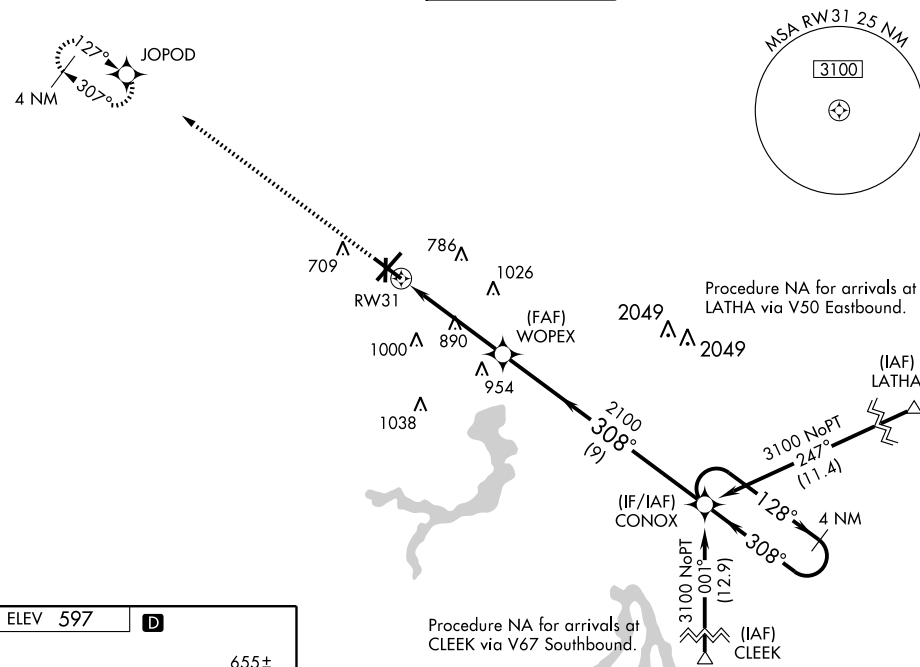 MSA RW31 25 NM
3100
127°
JOPOD
4 NM
307°
709
786
1026
RW31
Procedure NA for arrivals at
LATHA via V50 Eastbound.
(FAF)
WOPEX
2049
2049
1000
890
954
(IAF)
LATHA
1038
2100
308°
(9)
3100 NoPT
247°
(11.4)
(IF/IAF)
CONOX
128°
4 NM
308°
3100 NoPT
001°
(12.9)
Procedure NA for arrivals at
CLEEK via V67 Southbound.
(IAF)
CLEEK
ELEV 597
D
655±